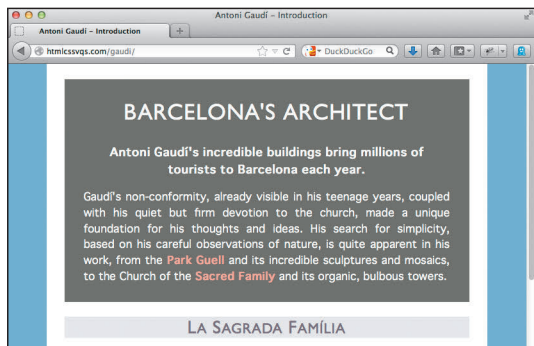 Antoni Gaudí – Introduction
Antoni Gaudí – Introduction
htmlcssvqs.com/gaudi/
DuckDuckGo
BARCELONA'S ARCHITECT
Antoni Gaudí's incredible buildings bring millions of
tourists to Barcelona each year.
Gaudí's non-conformity, already visible in his teenage years, coupled
with his quiet but firm devotion to the church, made a unique
foundation for his thoughts and ideas. His search for simplicity,
based on his careful observations of nature, is quite apparent in his
work, from the Park Guell and its incredible sculptures and mosaics,
to the Church of the Sacred Family and its organic, bulbous towers.
LA SAGRADA FAMÍLIA